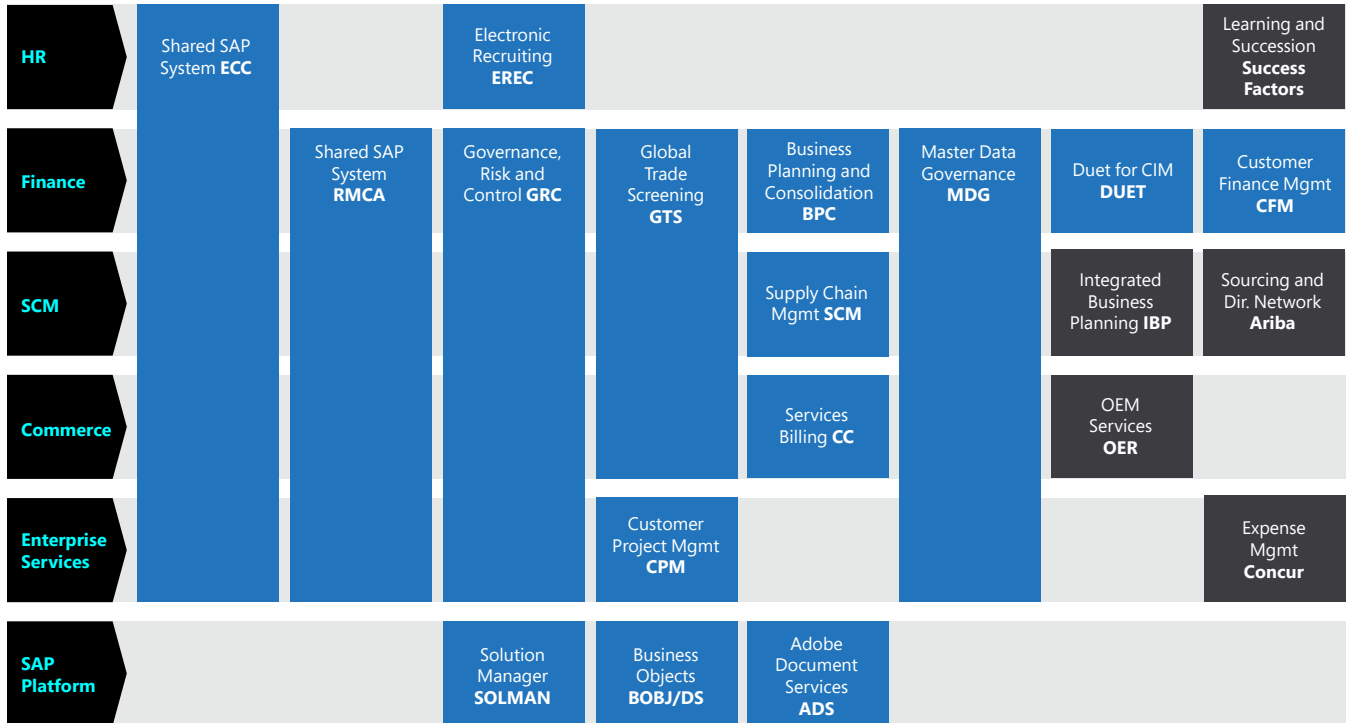 HR
Shared SAP
System ECC
Electronic
Recruiting
EREC
Learning and
Succession
Success
Factors
Finance
Shared SAP
System
RMCA
Governance,
Risk and
Control GRC
Global
Trade
Screening
GTS
Business
Planning and
Consolidation
BPC
Master Data
Governance
MDG
Duet for CIM
DUET
Customer
Finance Mgmt
CFM
SCM
Supply Chain
Mgmt SCM
Integrated
Business
Planning IBP
Sourcing and
Dir. Network
Ariba
Commerce
Services
Billing CC
OEM
Services
OER
Enterprise
Services
Customer
Project Mgmt
CPM
Expense
Mgmt
Concur
SAP
Platform
Solution
Manager
SOLMAN
Business
Objects
BOBJ/DS
Adobe
Document
Services
ADS